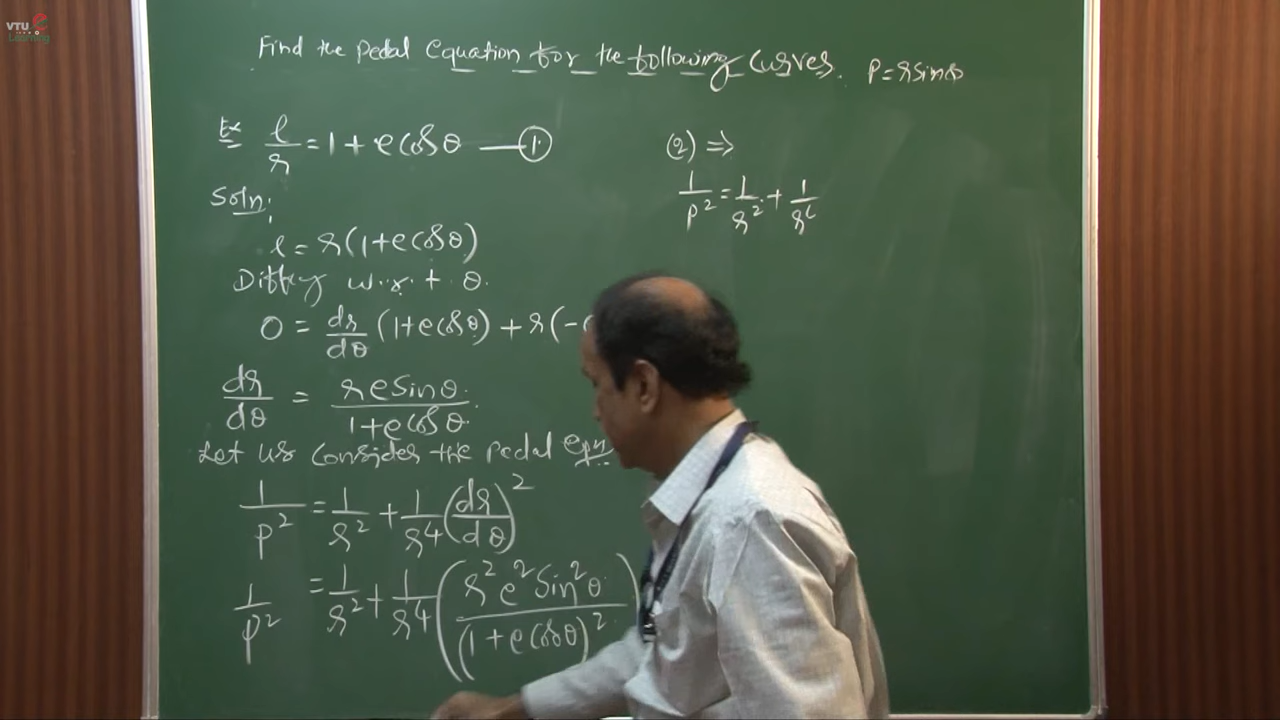 VTU e
Learning
Find the Pedal Equation for the following Curves. P = r sin ϕ
Ex l/r = 1 + e cos θ — ①
Soln:
l = r(1 + e cos θ)
w.r.t θ.
0 = dr/dθ (1 + e cos θ) + r(-
dr/dθ = r e sin θ / 1 + e cos θ.
Let us consider the pedal eqn
1/P² = 1/r² + 1/r⁴ (dr/dθ)²
1/P² = 1/r² + 1/r⁴ (r² e² sin² θ / (1 + e cos θ)²)
(2) ⇒
1/P² = 1/r² + 1/r